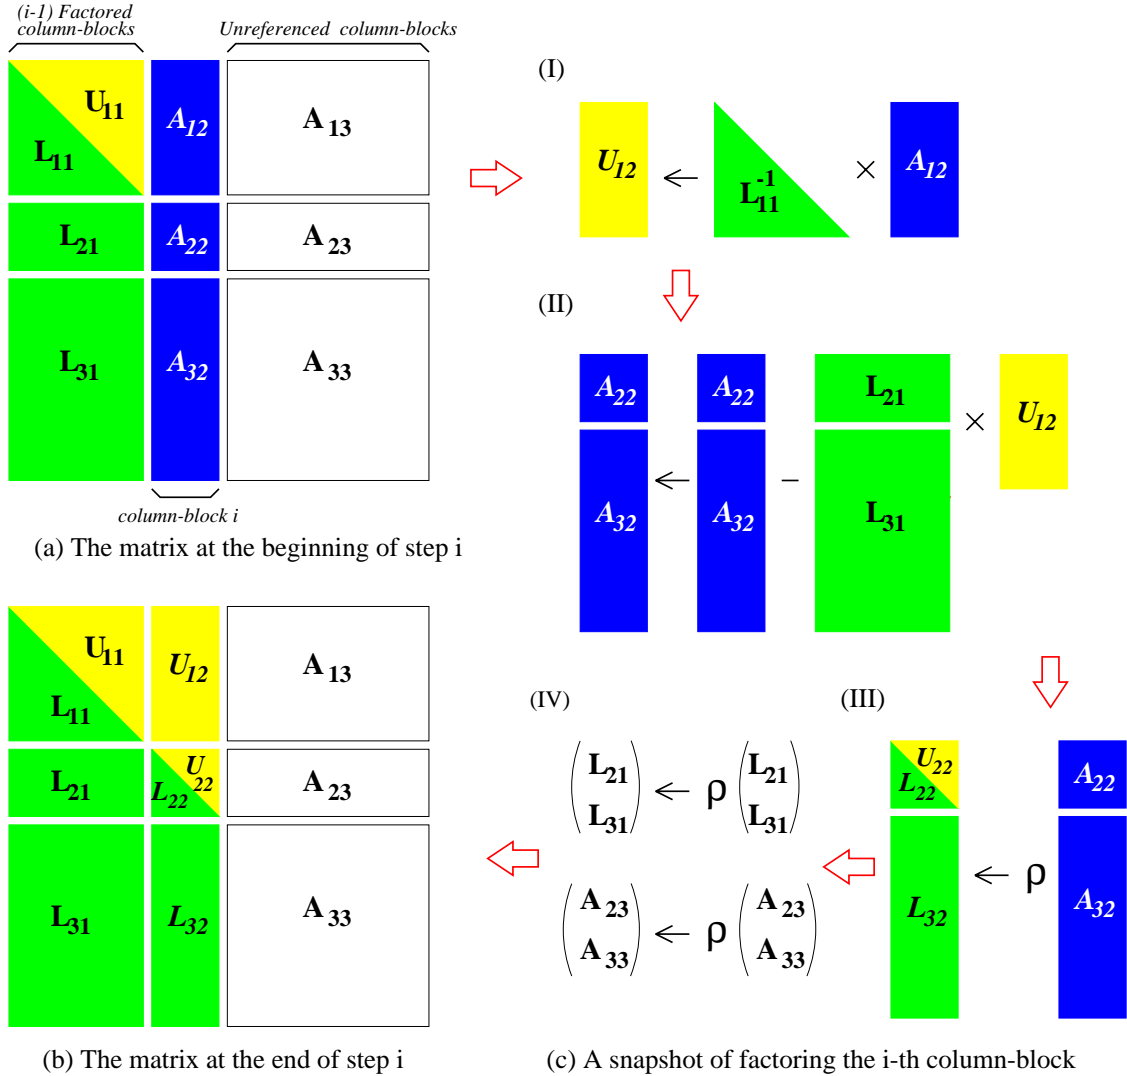 (i-1) Factored
column-blocks
Unreferenced column-blocks
U11
L11
A12
A13
L21
A22
A23
L31
A32
A33
column-block i
(a) The matrix at the beginning of step i
(I)
U12 ← L11^-1 × A12
(II)
A22 A22 L21
× U12
← –
A32 A32 L31
U11
L11
U12
A13
L21
U22
L22
A23
L31
L32
A33
(b) The matrix at the end of step i
(III)
U22
L22
A22
← ρ
L32
A32
(IV)
(L21 L31) ← ρ (L21 L31)
(A23 A33) ← ρ (A23 A33)
(c) A snapshot of factoring the i-th column-block